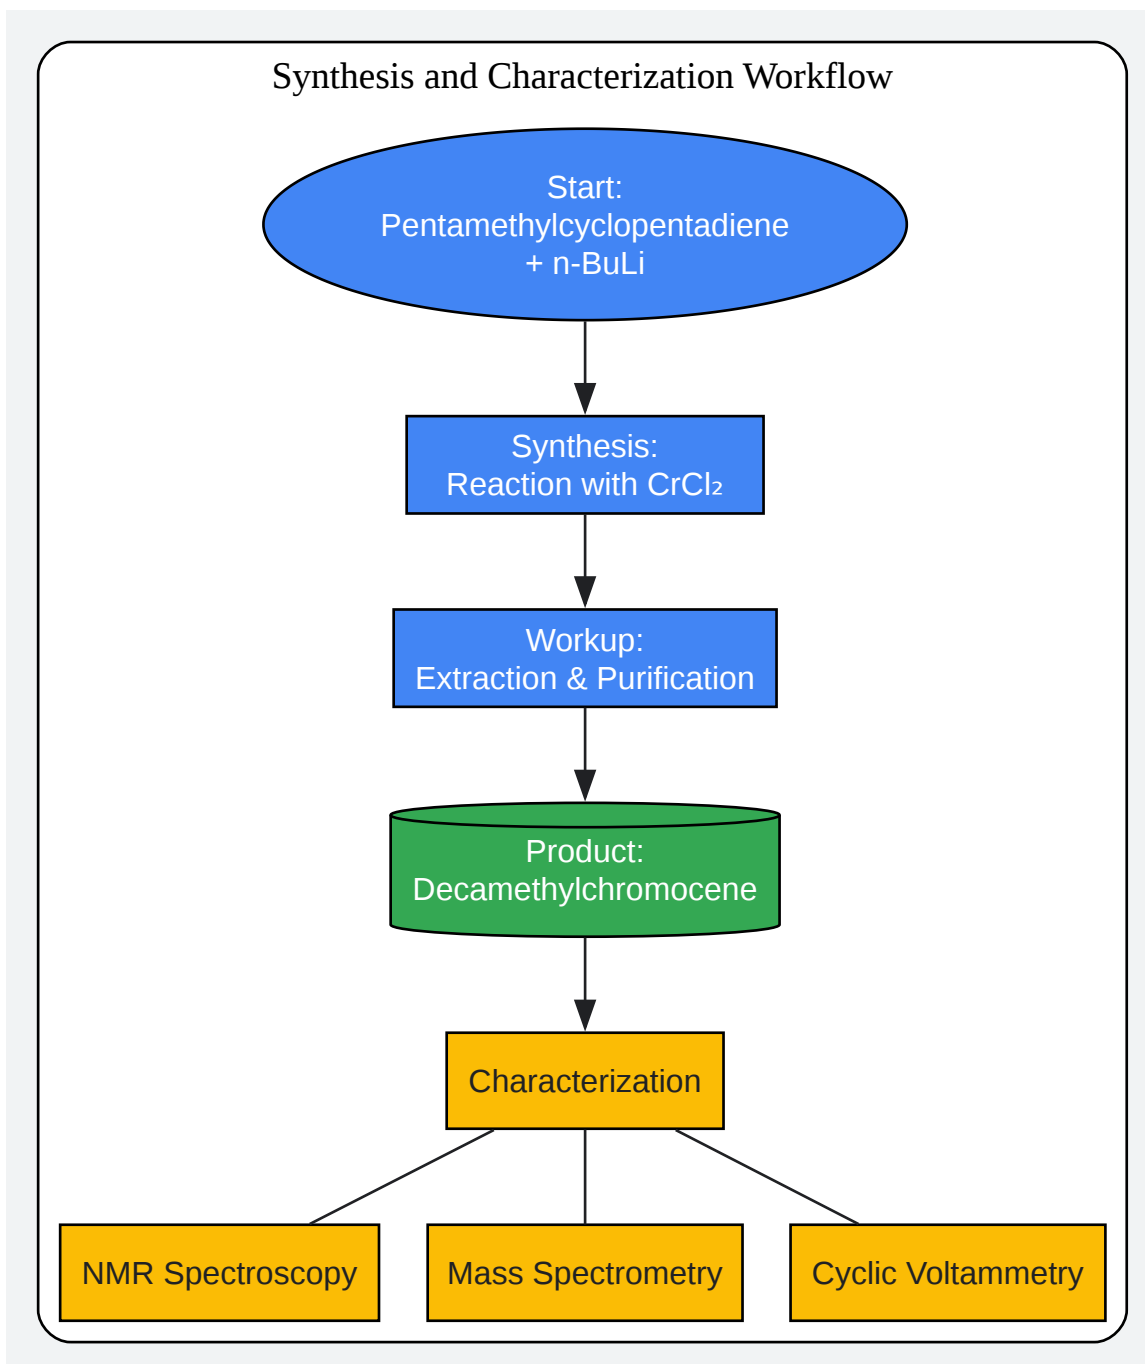 Synthesis and Characterization Workflow
Start:
Pentamethylcyclopentadiene
+ n-BuLi
Synthesis:
Reaction with CrCl₂
Workup:
Extraction & Purification
Product:
Decamethylchromocene
Characterization
NMR Spectroscopy
Mass Spectrometry
Cyclic Voltammetry